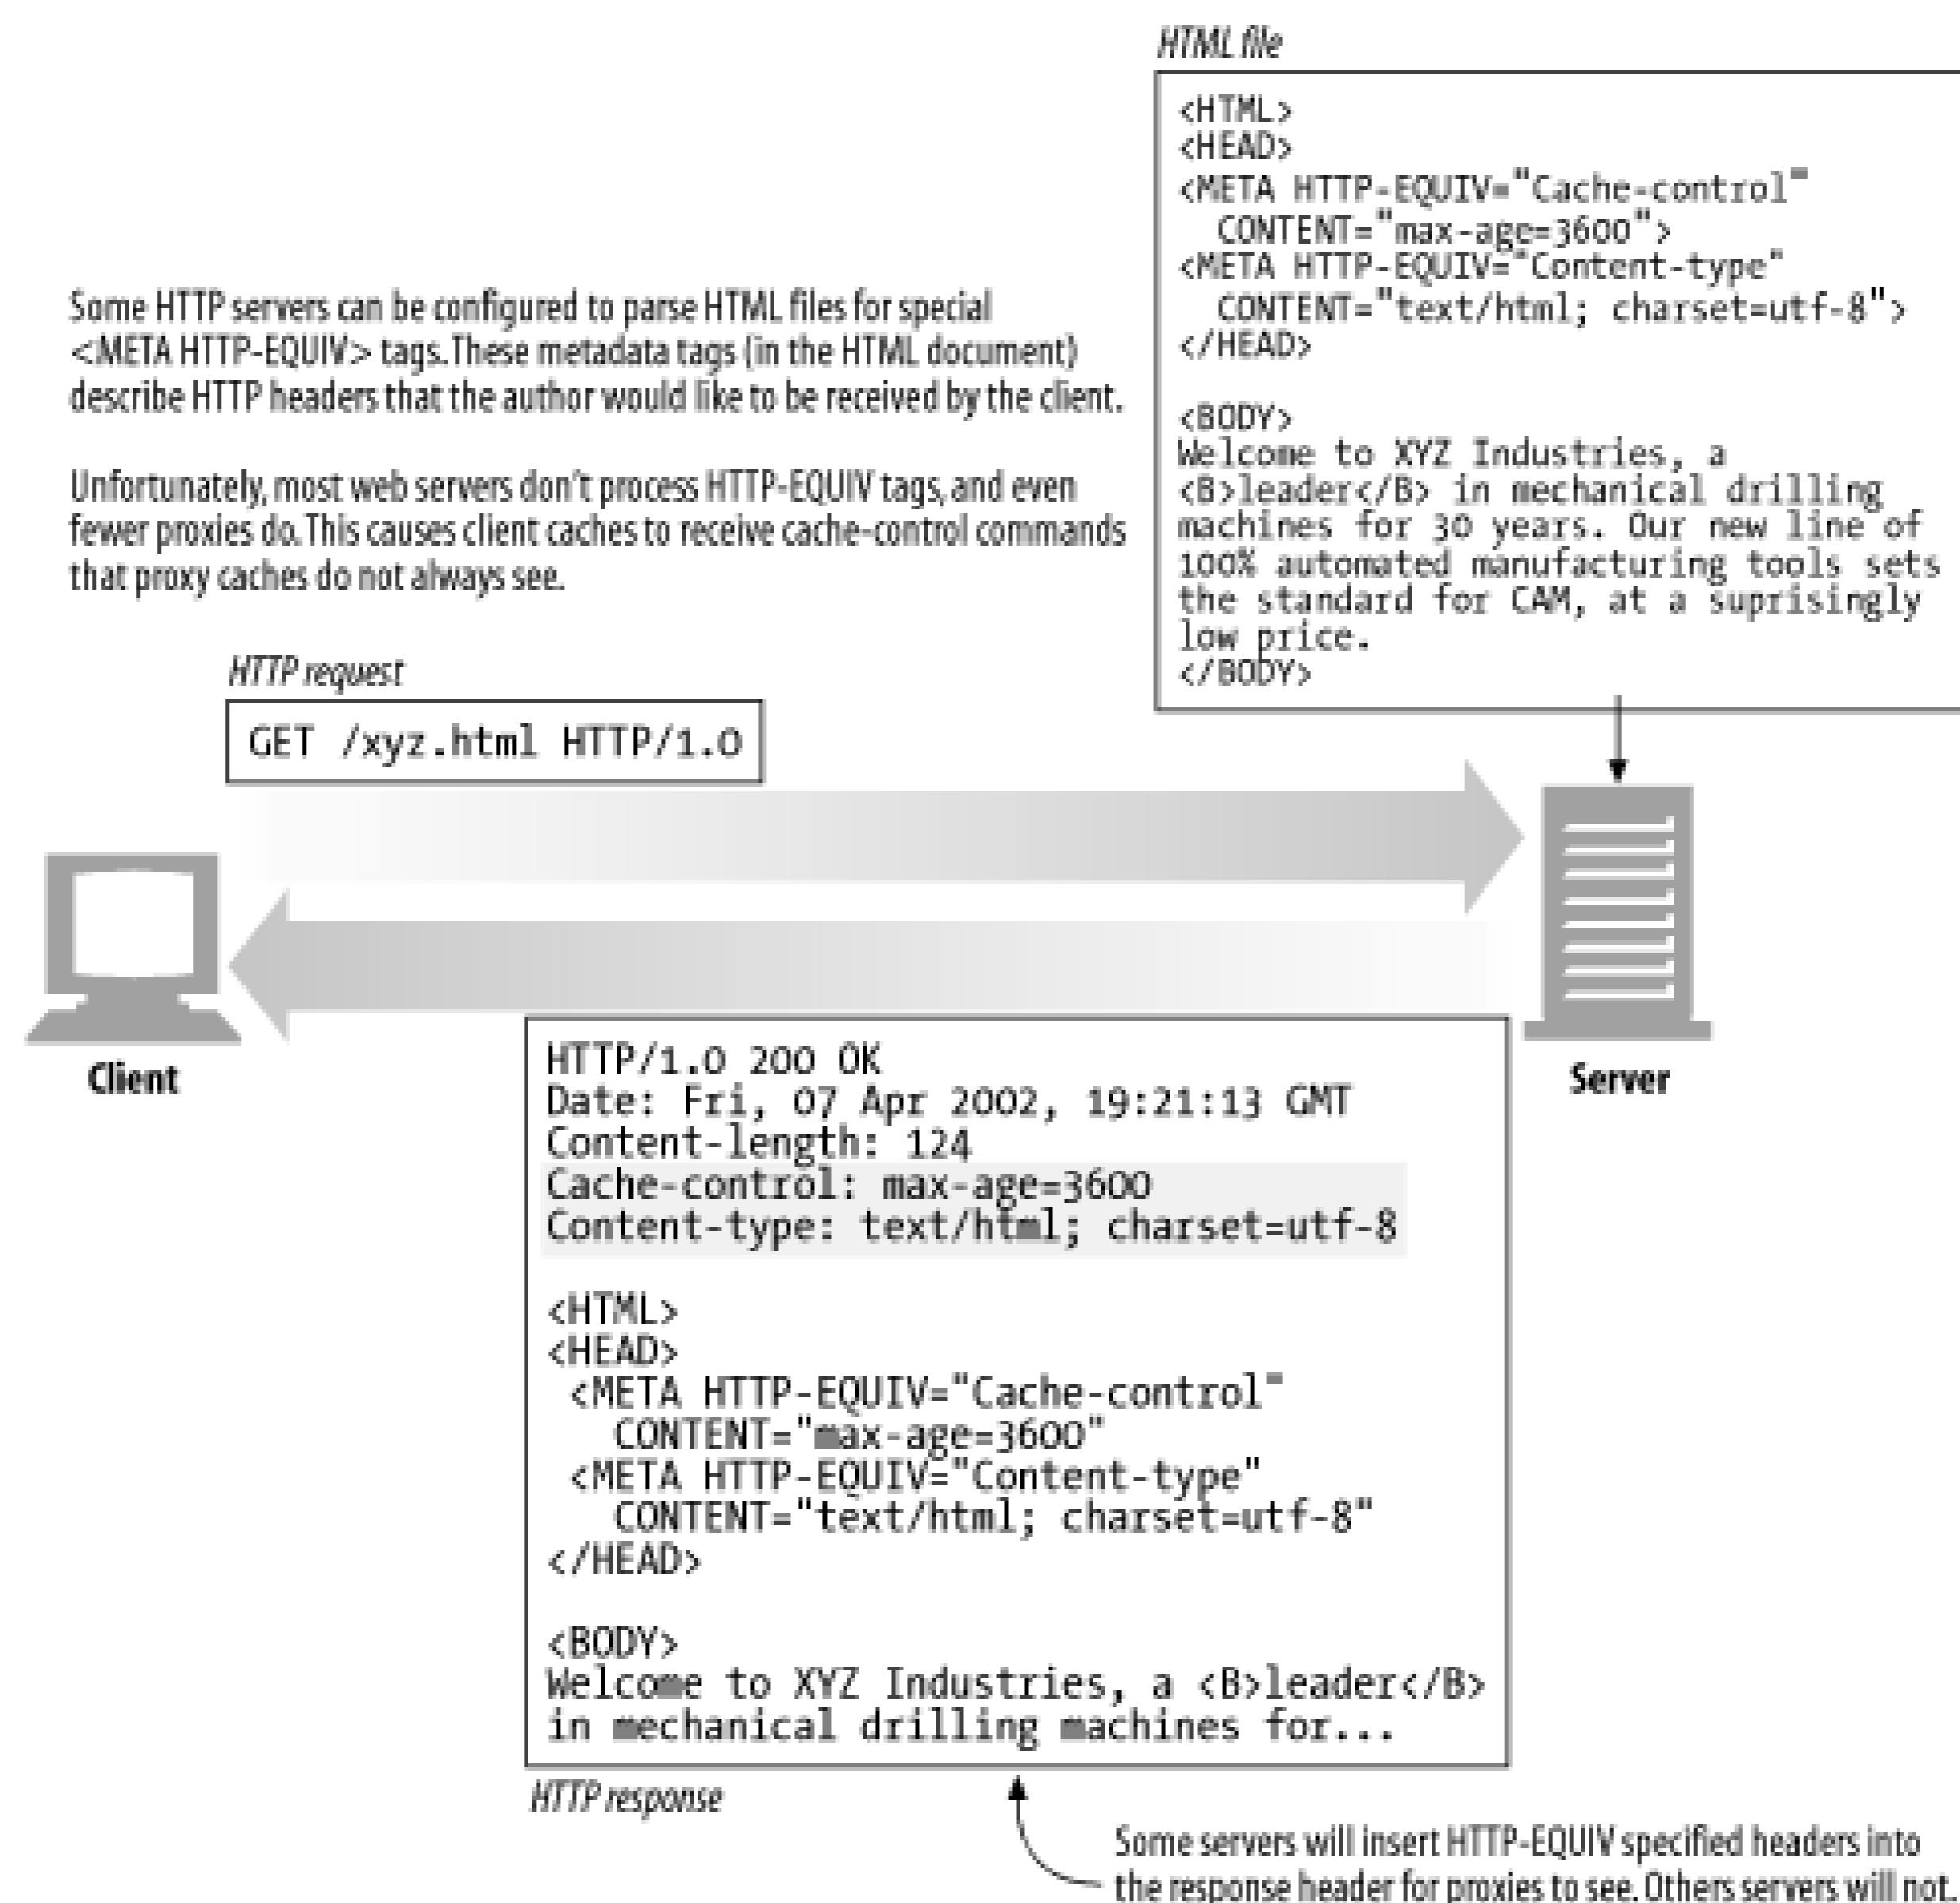 HTML file
<HTML>
<HEAD>
<META HTTP-EQUIV="Cache-control"
CONTENT="max-age=3600">
<META HTTP-EQUIV="Content-type"
CONTENT="text/html; charset=utf-8">
</HEAD>
<BODY>
Welcome to XYZ Industries, a
<B>leader</B> in mechanical drilling
machines for 30 years. Our new line of
100% automated manufacturing tools sets
the standard for CAM, at a suprisingly
low price.
</BODY>
Some HTTP servers can be configured to parse HTML files for special
<META HTTP-EQUIV> tags. These metadata tags (in the HTML document)
describe HTTP headers that the author would like to be received by the client.
Unfortunately, most web servers don't process HTTP-EQUIV tags, and even
fewer proxies do. This causes client caches to receive cache-control commands
that proxy caches do not always see.
HTTP request
GET /xyz.html HTTP/1.0
Client
Server
HTTP/1.0 200 OK
Date: Fri, 07 Apr 2002, 19:21:13 GMT
Content-length: 124
Cache-control: max-age=3600
Content-type: text/html; charset=utf-8
<HTML>
<HEAD>
<META HTTP-EQUIV="Cache-control"
CONTENT="max-age=3600"
<META HTTP-EQUIV="Content-type"
CONTENT="text/html; charset=utf-8"
</HEAD>
<BODY>
Welcome to XYZ Industries, a <B>leader</B>
in mechanical drilling machines for...
HTTP response
Some servers will insert HTTP-EQUIV specified headers into
the response header for proxies to see. Others servers will not